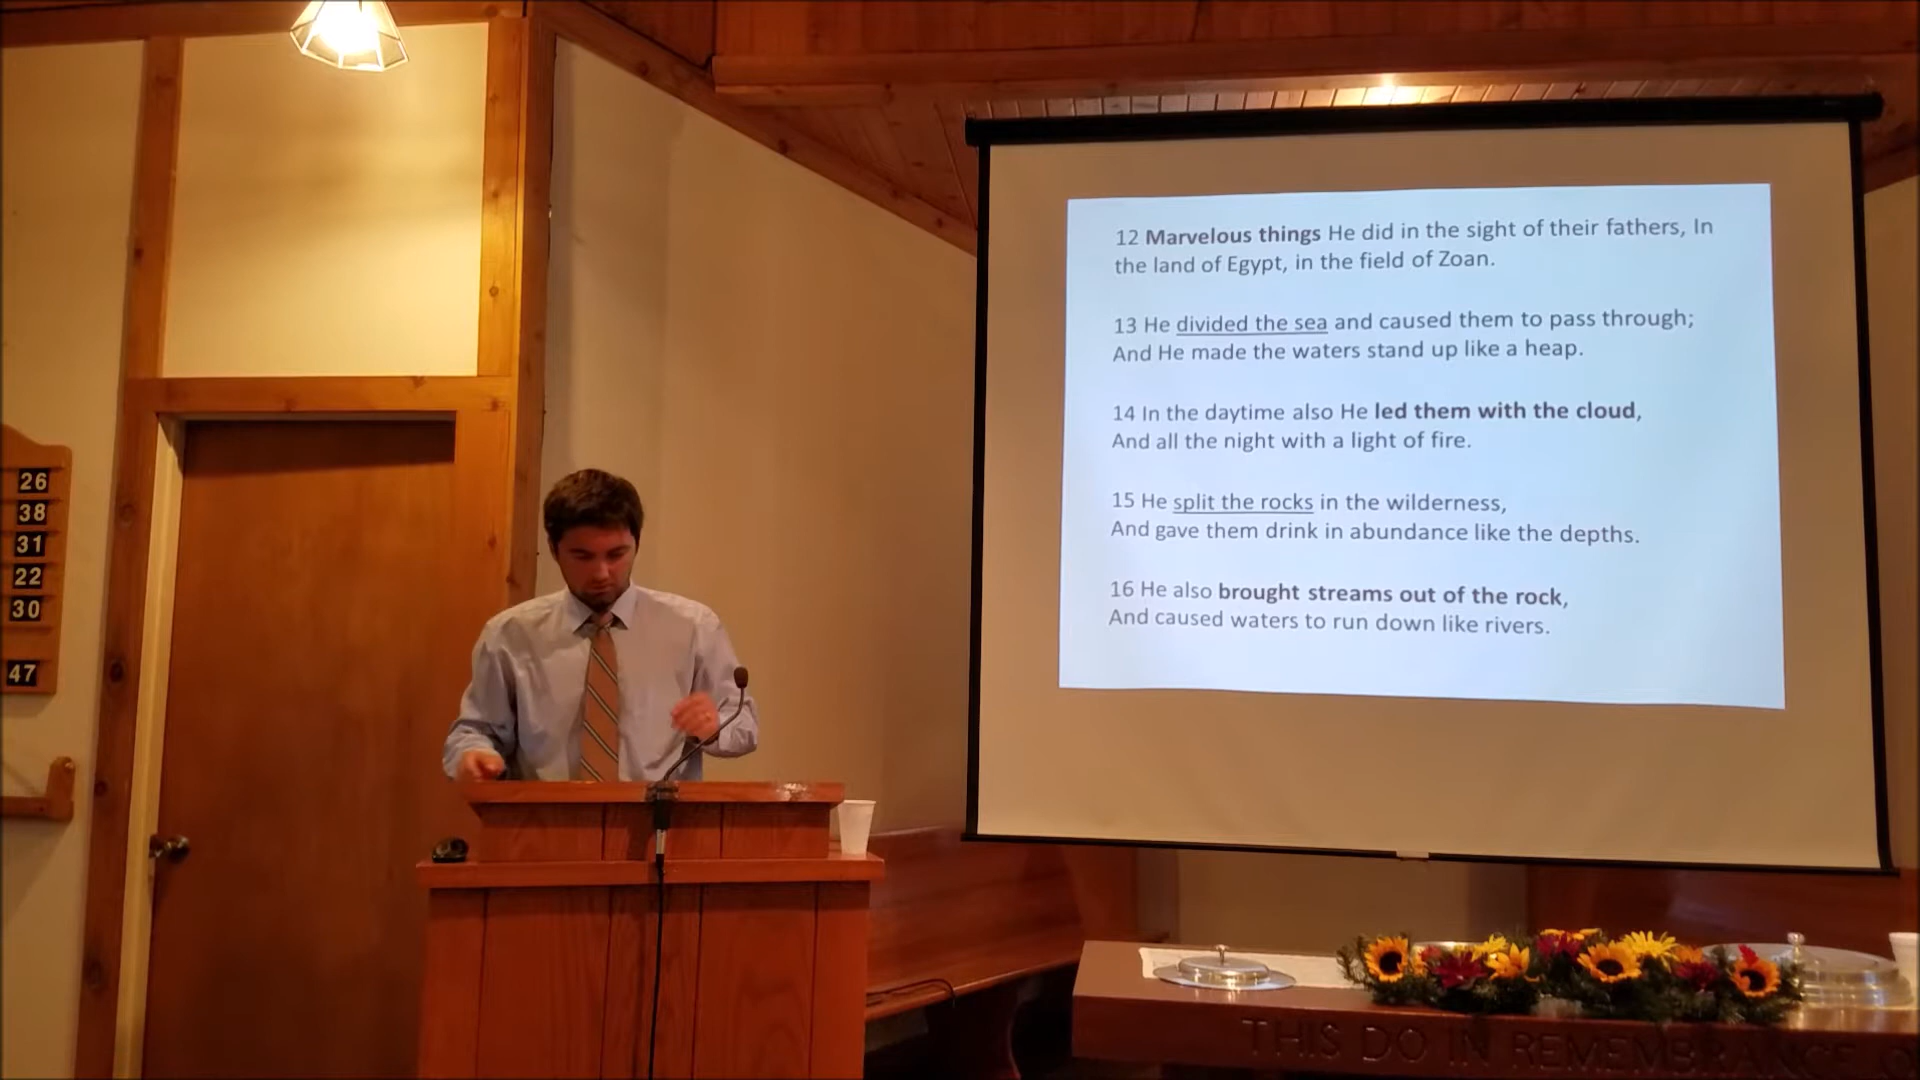 26
38
31
22
30
47
12 Marvelous things He did in the sight of their fathers, In
the land of Egypt, in the field of Zoan.
13 He divided the sea and caused them to pass through;
And He made the waters stand up like a heap.
14 In the daytime also He led them with the cloud,
And all the night with a light of fire.
15 He split the rocks in the wilderness,
And gave them drink in abundance like the depths.
16 He also brought streams out of the rock,
And caused waters to run down like rivers.
THIS DO IN REMEMBRANCE O